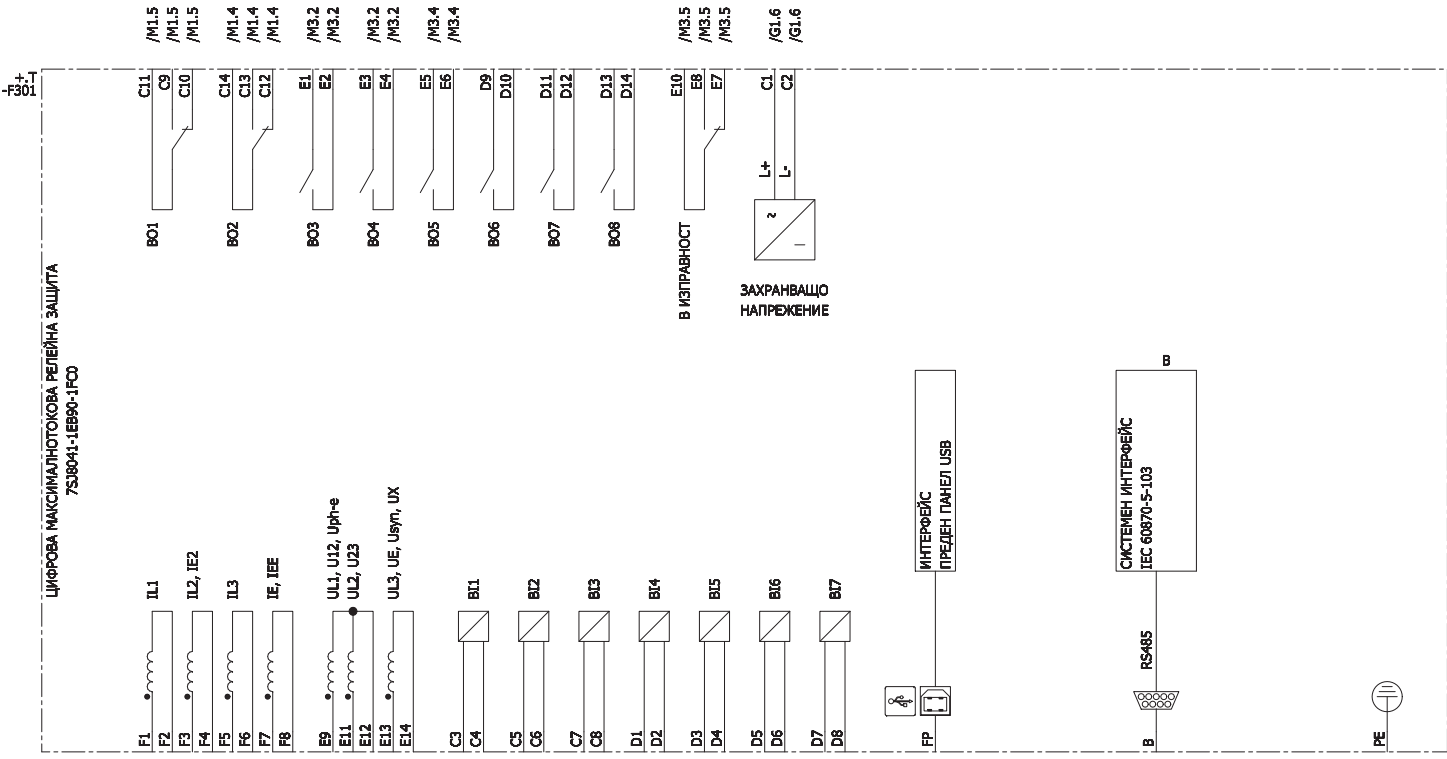 /M1.5
/M1.5
/M1.5
/M1.4
/M1.4
/M1.4
/M3.2
/M3.2
/M3.2
/M3.2
/M3.4
/M3.4
/M3.5
/M3.5
/M3.5
/G1.6
/G1.6
+.T
-F301
C11
C9
C10
C14
C13
C12
E1
E2
E3
E4
E5
E6
D9
D10
D11
D12
D13
D14
E10
E8
E7
C1
C2
L+
L-
BO1
BO2
BO3
BO4
BO5
BO6
BO7
BO8
В ИЗПРАВНОСТ
~
ЗАХРАНВАЩО
НАПРЕЖЕНИЕ
ЦИФРОВА МАКСИМАЛНОТОКОВА РЕЛЕЙНА ЗАЩИТА
7SJ8041-1EB90-1FC0
IL1
IL2, IE2
IL3
IE, IEE
UL1, U12, Uph-e
UL2, U23
UL3, UE, Usyn, UX
BI1
BI2
BI3
BI4
BI5
BI6
BI7
ИНТЕРФЕЙС
ПРЕДЕН ПАНЕЛ USB
B
СИСТЕМЕН ИНТЕРФЕЙС
IEC 60870-5-103
RS485
F1
F2
F3
F4
F5
F6
F7
F8
E9
E11
E12
E13
E14
C3
C4
C5
C6
C7
C8
D1
D2
D3
D4
D5
D6
D7
D8
FP
B
PE